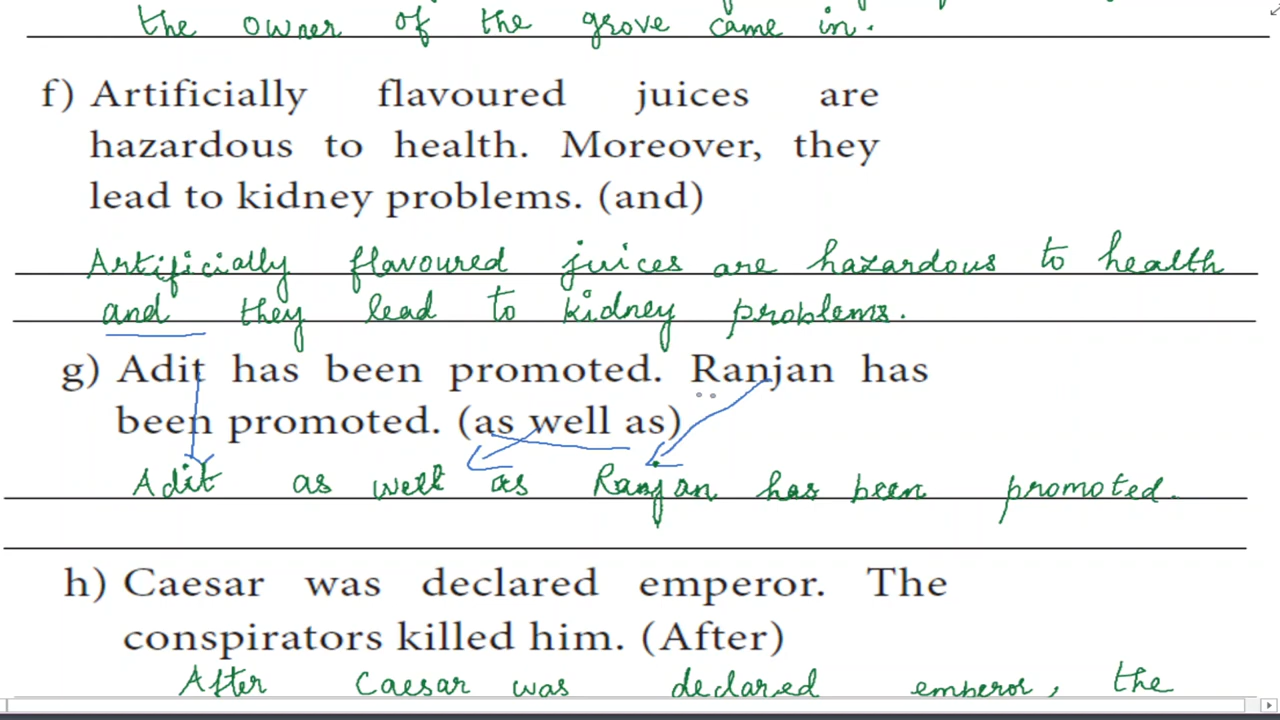 the owner of the grove came in.
f) Artificially flavoured juices are
hazardous to health. Moreover, they
lead to kidney problems. (and)
Artificially flavoured juices are hazardous to health
and they lead to kidney problems.
g) Adit has been promoted. Ranjan has
been promoted. (as well as)
Adit as well as Ranjan has been promoted.
h) Caesar was declared emperor. The
conspirators killed him. (After)
After Caesar was declared emperor, the